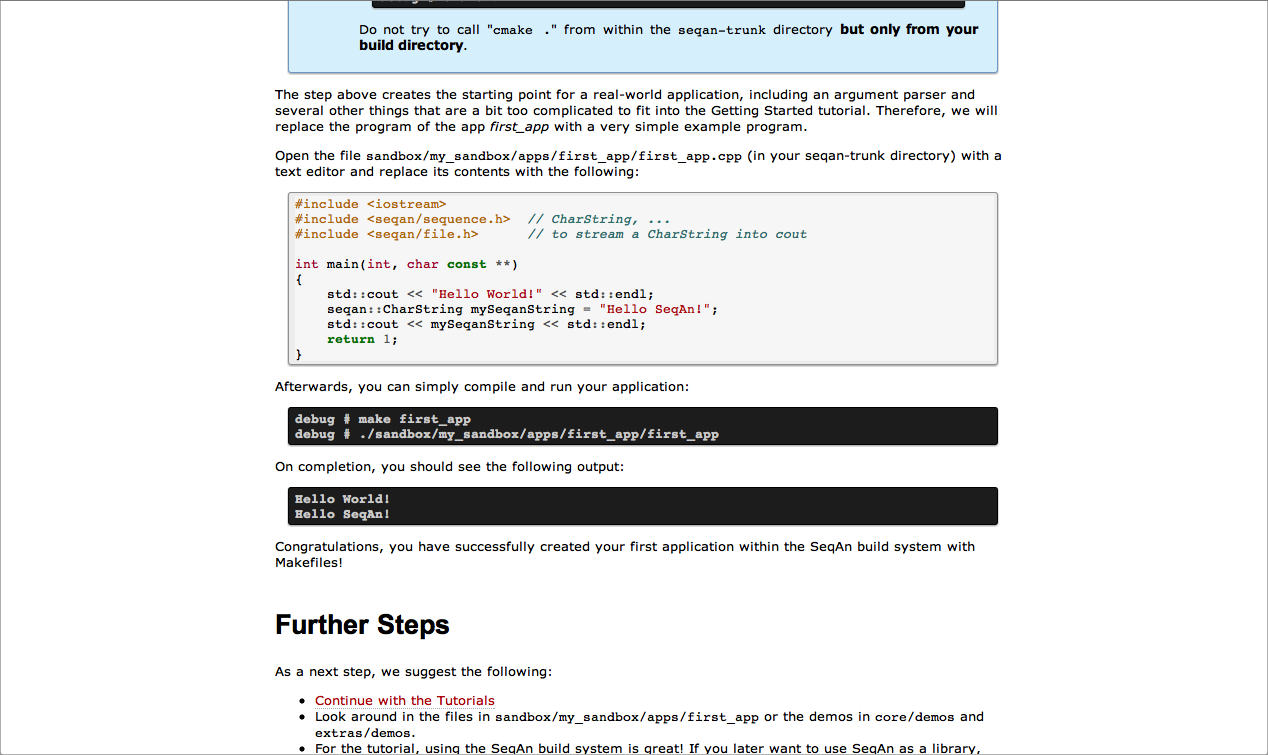 Do not try to call "cmake ." from within the seqan-trunk directory but only from your
build directory.
The step above creates the starting point for a real-world application, including an argument parser and
several other things that are a bit too complicated to fit into the Getting Started tutorial. Therefore, we will
replace the program of the app first_app with a very simple example program.
Open the file sandbox/my_sandbox/apps/first_app/first_app.cpp (in your seqan-trunk directory) with a
text editor and replace its contents with the following:
#include <iostream>
#include <seqan/sequence.h>  // CharString, ...
#include <seqan/file.h>      // to stream a CharString into cout
int main(int, char const **)
{
    std::cout << "Hello World!" << std::endl;
    seqan::CharString mySeqanString = "Hello SeqAn!";
    std::cout << mySeqanString << std::endl;
    return 1;
}
Afterwards, you can simply compile and run your application:
debug # make first_app
debug # ./sandbox/my_sandbox/apps/first_app/first_app
On completion, you should see the following output:
Hello World!
Hello SeqAn!
Congratulations, you have successfully created your first application within the SeqAn build system with
Makefiles!
Further Steps
As a next step, we suggest the following:
• Continue with the Tutorials
• Look around in the files in sandbox/my_sandbox/apps/first_app or the demos in core/demos and
extras/demos.
• For the tutorial, using the SeqAn build system is great! If you later want to use SeqAn as a library,